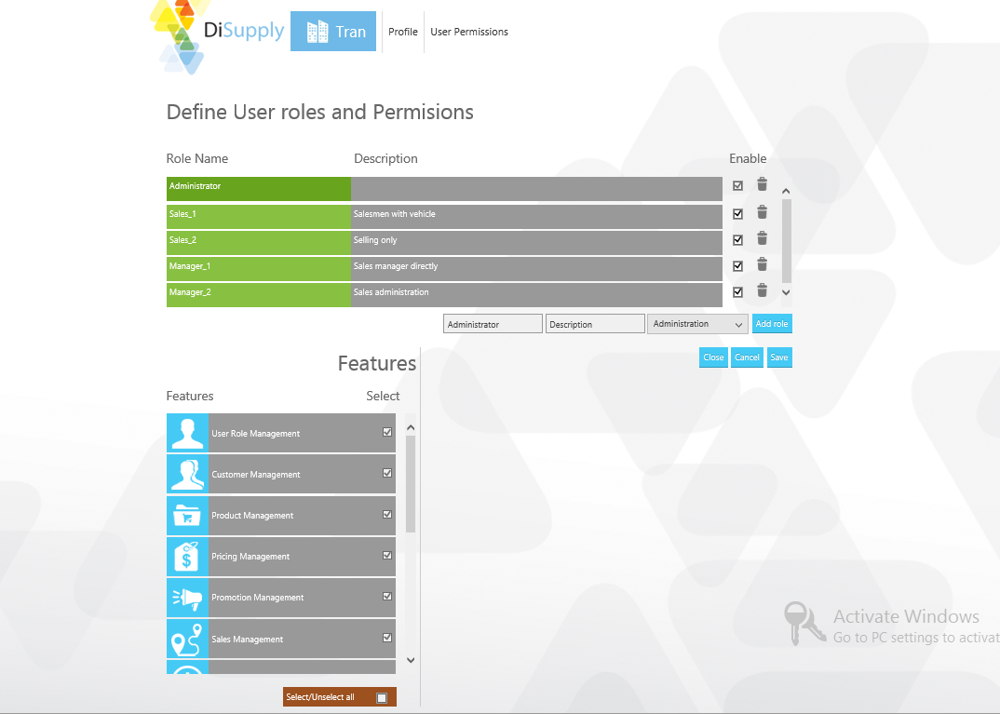 DiSupply Tran Profile User Permissions
Define User roles and Permisions
Role Name Description Enable
Administrator
Sales_1 Salesmen with vehicle
Sales_2 Selling only
Manager_1 Sales manager directly
Manager_2 Sales administration
Administrator Description Administration Add role
Close Cancel Save
Features
Features Select
User Role Management
Customer Management
Product Management
Pricing Management
Promotion Management
Sales Management
Select/Unselect all
Activate Windows
Go to PC settings to activat